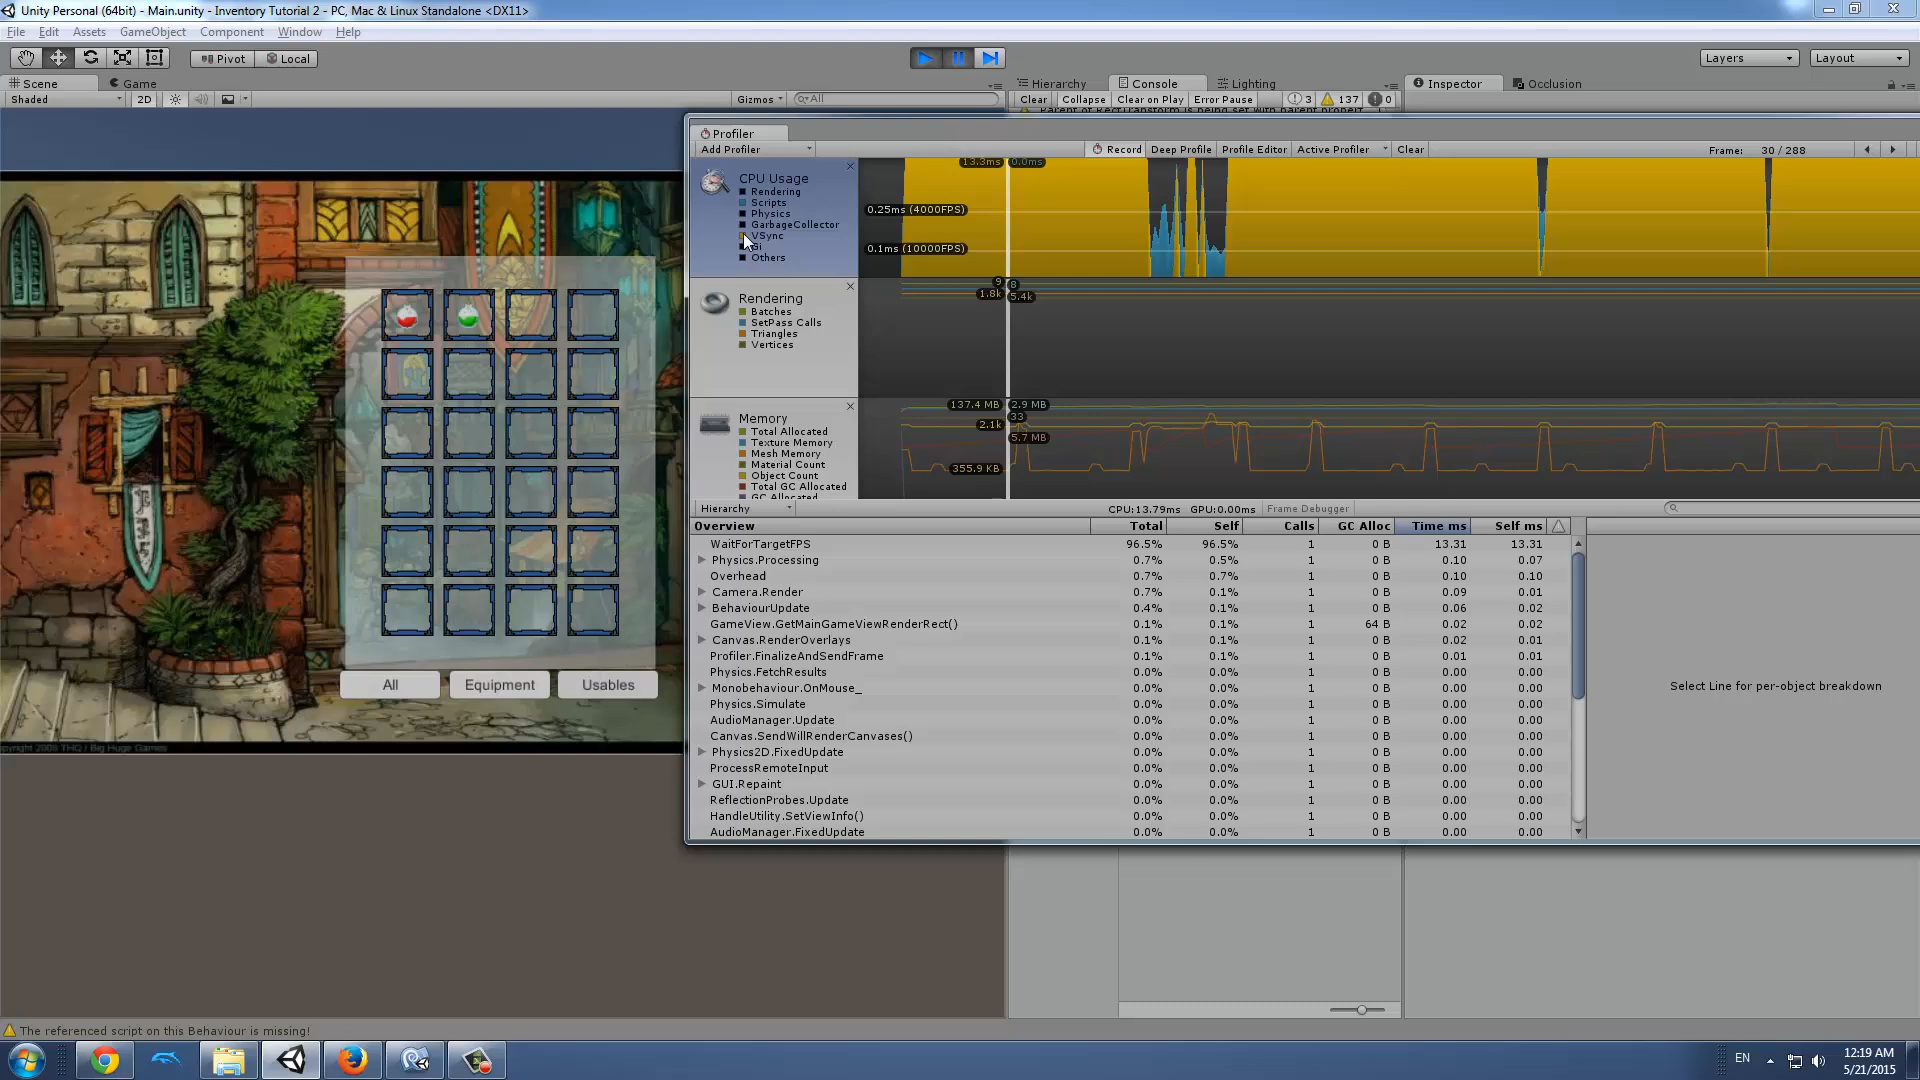 Unity Personal (64bit) - Main.unity - Inventory Tutorial 2 - PC, Mac & Linux Standalone <DX11>
File Edit Assets GameObject Component Window Help
Pivot Local Layers Layout
Scene Game Hierarchy Console Lighting Inspector Occlusion
Shaded 2D Gizmos All Clear Collapse Clear on Play Error Pause 3 137 0
Profiler
Add Profiler Record Deep Profile Profile Editor Active Profiler Clear Frame: 30 / 288
CPU Usage
Rendering
Scripts
Physics
GarbageCollector
VSync
Gi
Others
13.3ms 0.0ms
0.25ms (4000FPS)
0.1ms (10000FPS)
Rendering
Batches
SetPass Calls
Triangles
Vertices
9 8
1.8k 5.4k
Memory
Total Allocated
Texture Memory
Mesh Memory
Material Count
Object Count
Total GC Allocated
GC Allocated
137.4 MB 2.9 MB
33
2.1k
5.7 MB
355.9 KB
Hierarchy CPU:13.79ms GPU:0.00ms Frame Debugger
Overview Total Self Calls GC Alloc Time ms Self ms
WaitForTargetFPS 96.5% 96.5% 1 0 B 13.31 13.31
Physics.Processing 0.7% 0.5% 1 0 B 0.10 0.07
Overhead 0.7% 0.7% 1 0 B 0.10 0.10
Camera.Render 0.7% 0.1% 1 0 B 0.09 0.01
BehaviourUpdate 0.4% 0.1% 1 0 B 0.06 0.02
GameView.GetMainGameViewRenderRect() 0.1% 0.1% 1 64 B 0.02 0.02
Canvas.RenderOverlays 0.1% 0.1% 1 0 B 0.02 0.01
Profiler.FinalizeAndSendFrame 0.1% 0.1% 1 0 B 0.01 0.01
Physics.FetchResults 0.0% 0.0% 1 0 B 0.00 0.00
Monobehaviour.OnMouse_ 0.0% 0.0% 1 0 B 0.00 0.00
Physics.Simulate 0.0% 0.0% 1 0 B 0.00 0.00
AudioManager.Update 0.0% 0.0% 1 0 B 0.00 0.00
Canvas.SendWillRenderCanvases() 0.0% 0.0% 1 0 B 0.00 0.00
Physics2D.FixedUpdate 0.0% 0.0% 1 0 B 0.00 0.00
ProcessRemoteInput 0.0% 0.0% 1 0 B 0.00 0.00
GUI.Repaint 0.0% 0.0% 1 0 B 0.00 0.00
ReflectionProbes.Update 0.0% 0.0% 1 0 B 0.00 0.00
HandleUtility.SetViewInfo() 0.0% 0.0% 1 0 B 0.00 0.00
AudioManager.FixedUpdate 0.0% 0.0% 1 0 B 0.00 0.00
Select Line for per-object breakdown
All Equipment Usables
opyright 2008 THQ / Big Huge Games
The referenced script on this Behaviour is missing!
EN 12:19 AM
5/21/2015